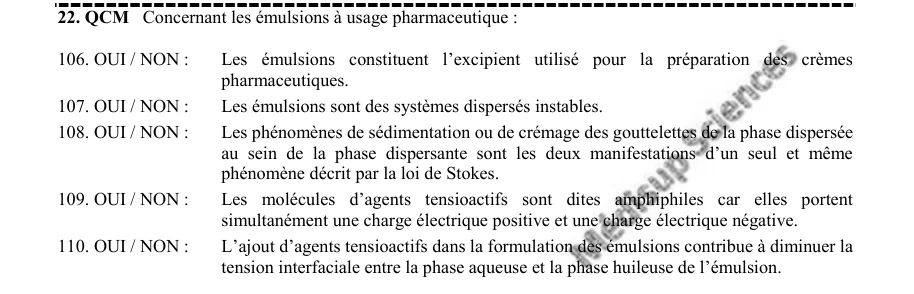 22. QCM Concernant les émulsions à usage pharmaceutique :
106. OUI / NON : Les émulsions constituent l’excipient utilisé pour la préparation des crèmes
pharmaceutiques.
107. OUI / NON : Les émulsions sont des systèmes dispersés instables.
108. OUI / NON : Les phénomènes de sédimentation ou de crémage des gouttelettes de la phase dispersée
au sein de la phase dispersante sont les deux manifestations d’un seul et même
phénomène décrit par la loi de Stokes.
109. OUI / NON : Les molécules d’agents tensioactifs sont dites amphiphiles car elles portent
simultanément une charge électrique positive et une charge électrique négative.
110. OUI / NON : L’ajout d’agents tensioactifs dans la formulation des émulsions contribue à diminuer la
tension interfaciale entre la phase aqueuse et la phase huileuse de l’émulsion.
Médisup Sciences